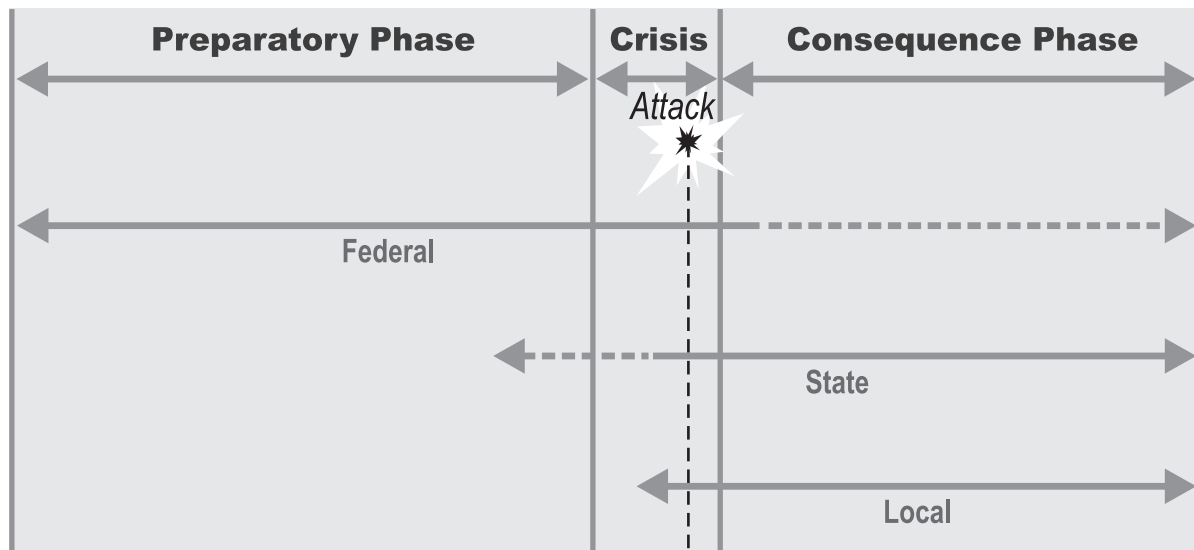 Preparatory Phase
Crisis
Consequence Phase
Attack
Federal
State
Local